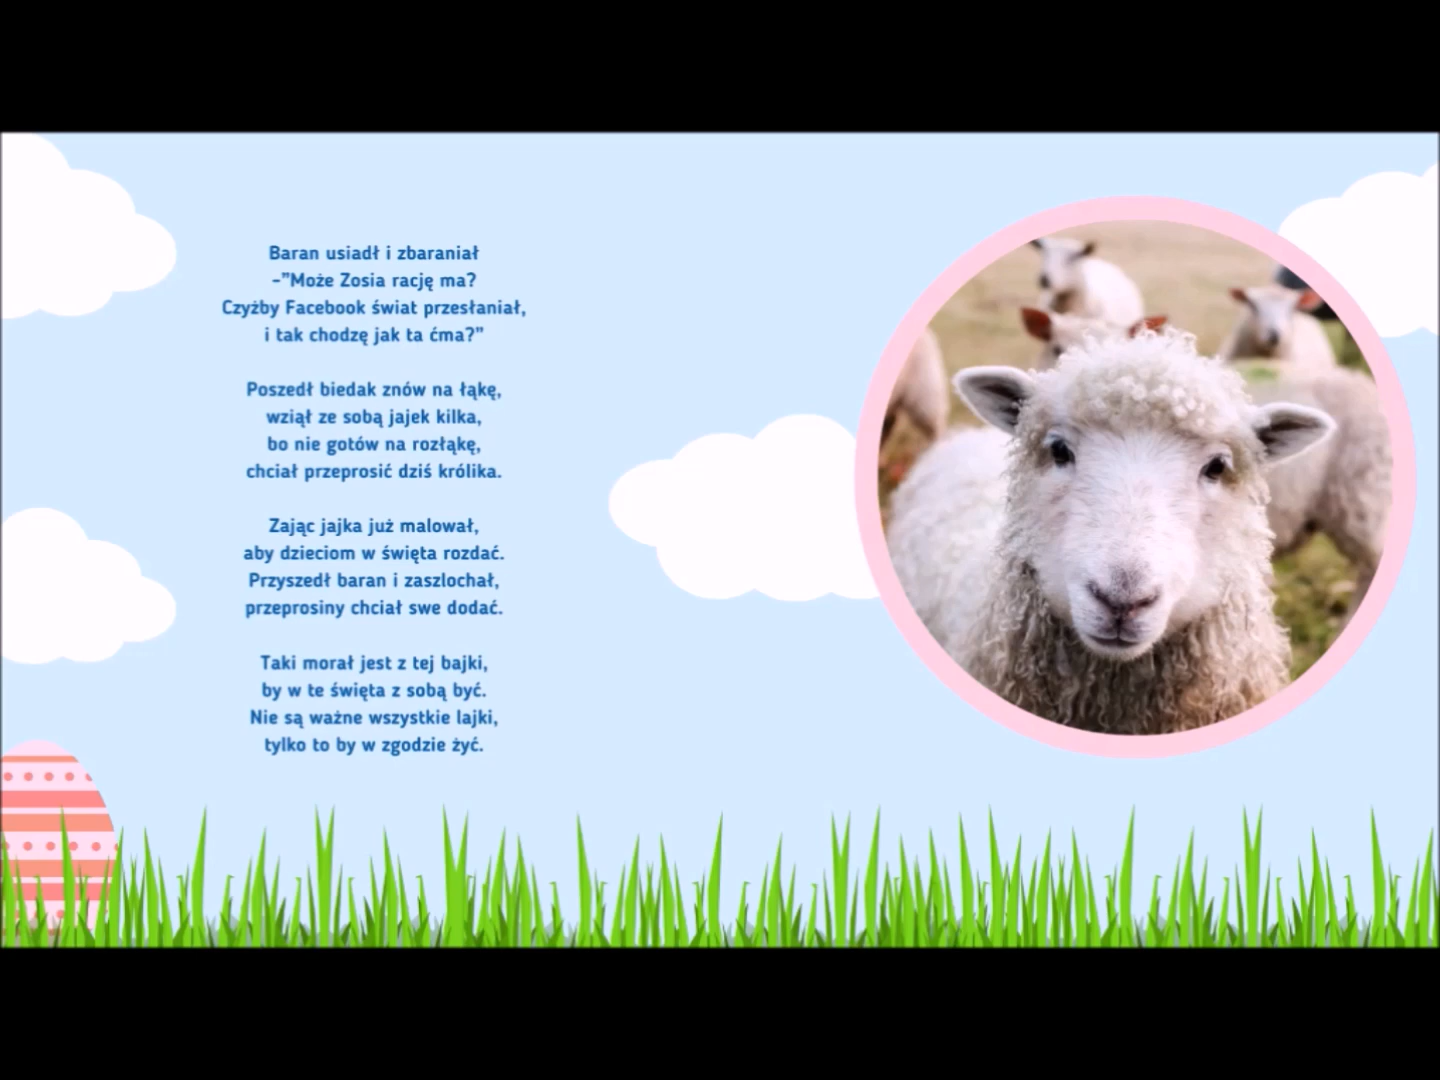 Baran usiadł i zbaraniał
-"Może Zosia rację ma?
Czyżby Facebook świat przesłaniał,
i tak chodzę jak ta ćma?"
Poszedł biedak znów na łąkę,
wziął ze sobą jajek kilka,
bo nie gotów na rozłąkę,
chciał przeprosić dziś królika.
Zając jajka już malował,
aby dzieciom w święta rozdać.
Przyszedł baran i zaszlochał,
przeprosiny chciał swe dodać.
Taki morał jest z tej bajki,
by w te święta z sobą być.
Nie są ważne wszystkie lajki,
tylko to by w zgodzie żyć.